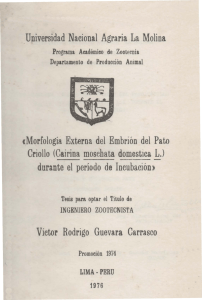 Universidad Nacional Agraria La Molina
Programa Académico de Zootecnia
Departamento de Producción Animal
«Morfología Externa del Embrión del Pato
Criollo (Cairina moschata domestica L.)
durante el período de Incubación»
Tesis para optar el Título de
INGENIERO ZOOTECNISTA
Víctor Rodrigo Guevara Carrasco
Promoción 1974
LIMA - PERU
1976